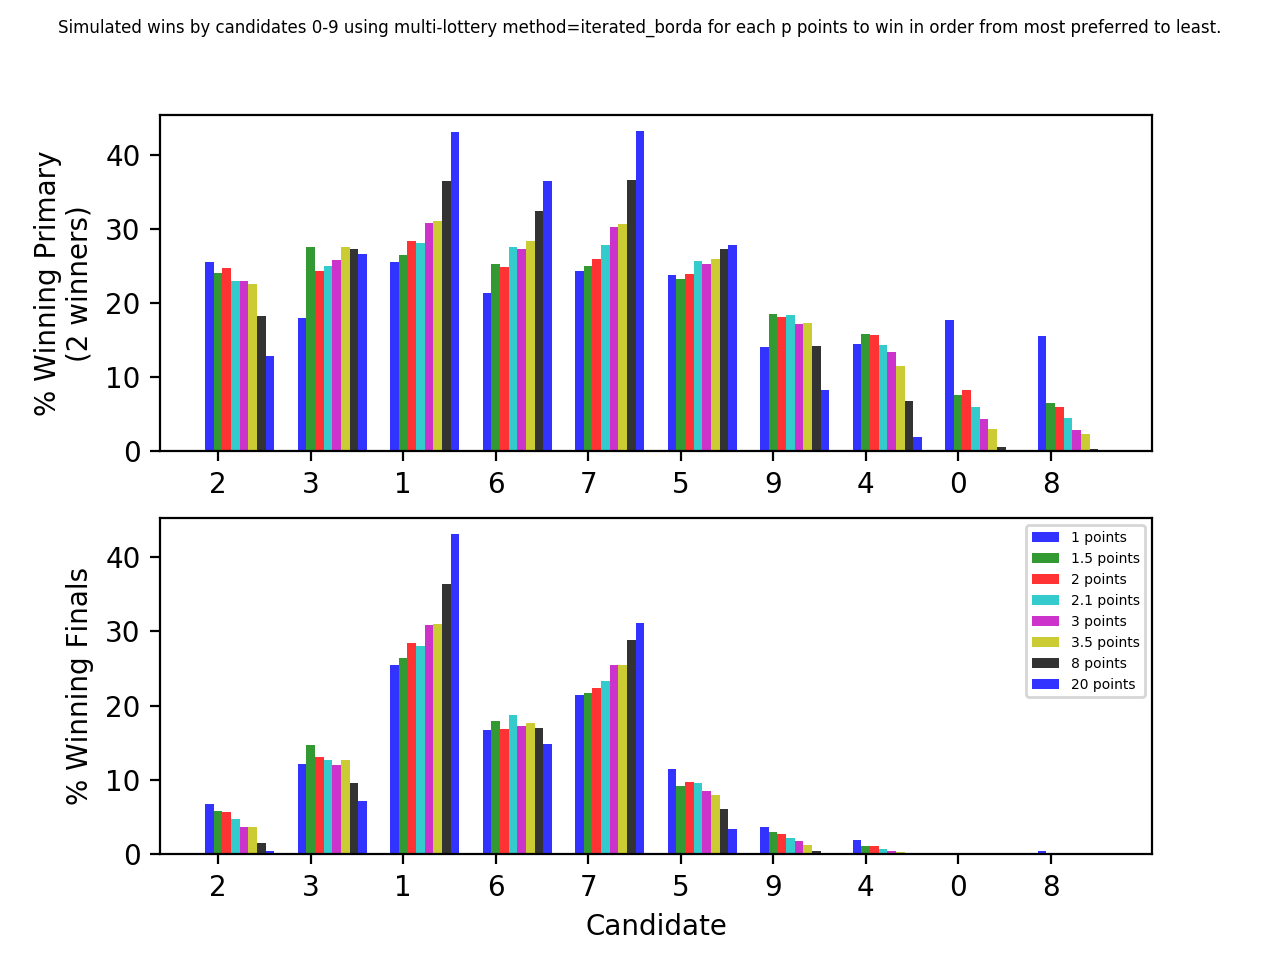 Simulated wins by candidates 0-9 using multi-lottery method=iterated_borda for each p points to win in order from most preferred to least.
% Winning Primary
(2 winners)
40
30
20
10
0
2 3 1 6 7 5 9 4 0 8
% Winning Finals
40
30
20
10
0
1 points
1.5 points
2 points
2.1 points
3 points
3.5 points
8 points
20 points
2 3 1 6 7 5 9 4 0 8
Candidate